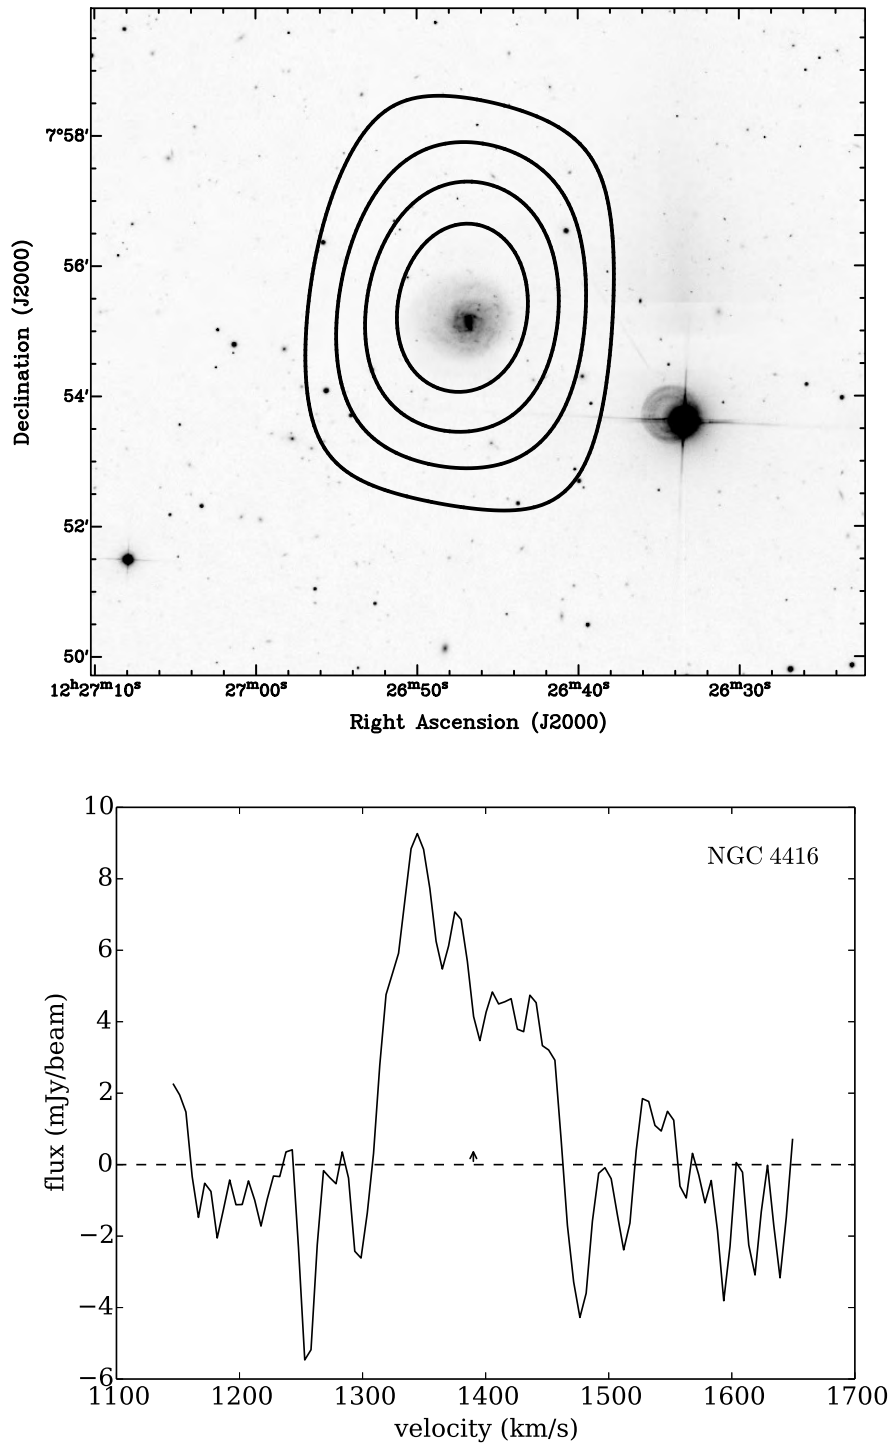 7°58′
56′
54′
52′
50′
Declination (J2000)
12ʰ27ᵐ10ˢ 27ᵐ00ˢ 26ᵐ50ˢ 26ᵐ40ˢ 26ᵐ30ˢ
Right Ascension (J2000)
NGC 4416
10
8
6
4
2
0
−2
−4
−6
flux (mJy/beam)
1100 1200 1300 1400 1500 1600 1700
velocity (km/s)